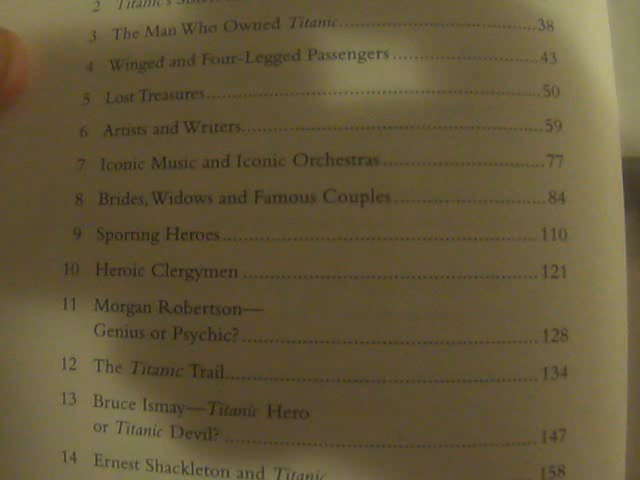 2 Titanic's
3 The Man Who Owned Titanic 38
4 Winged and Four-Legged Passengers 43
5 Lost Treasures 50
6 Artists and Writers 59
7 Iconic Music and Iconic Orchestras 77
8 Brides, Widows and Famous Couples 84
9 Sporting Heroes 110
10 Heroic Clergymen 121
11 Morgan Robertson—
Genius or Psychic? 128
12 The Titanic Trail 134
13 Bruce Ismay—Titanic Hero
or Titanic Devil? 147
14 Ernest Shackleton and Titanic 158